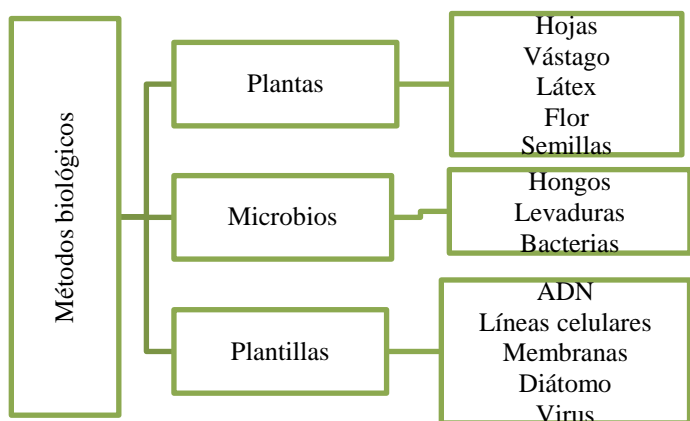 Métodos biológicos
Plantas
Hojas
Vástago
Látex
Flor
Semillas
Microbios
Hongos
Levaduras
Bacterias
Plantillas
ADN
Líneas celulares
Membranas
Diátomo
Virus